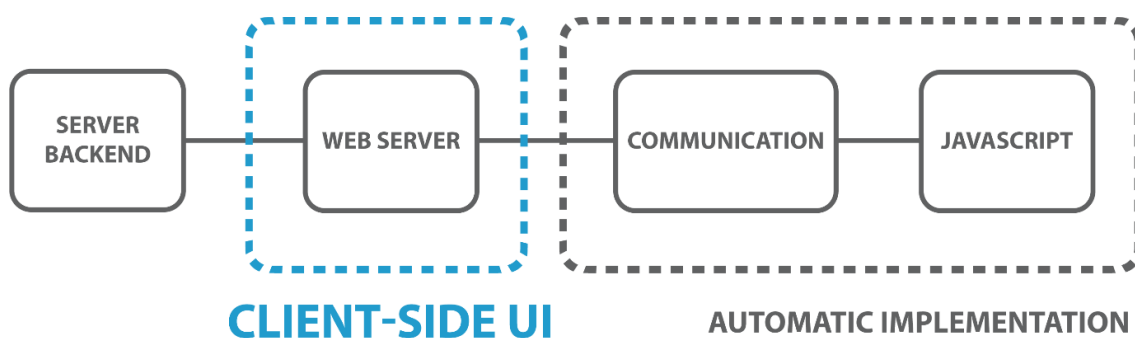 SERVER
BACKEND
WEB SERVER
COMMUNICATION
JAVASCRIPT
CLIENT-SIDE UI
AUTOMATIC IMPLEMENTATION